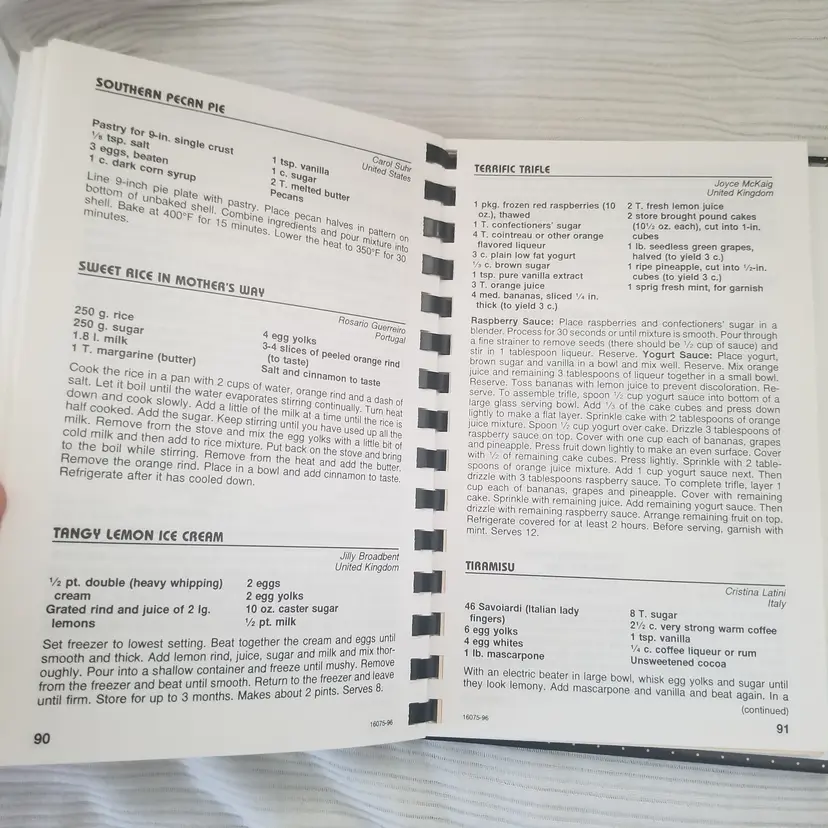 SOUTHERN PECAN PIE
Carol Suhr
United States
Pastry for 9-in. single crust
⅛ tsp. salt
3 eggs, beaten
1 c. dark corn syrup
1 tsp. vanilla
1 c. sugar
2 T. melted butter
Pecans
Line 9-inch pie plate with pastry. Place pecan halves in pattern on
bottom of unbaked shell. Combine ingredients and pour mixture into
shell. Bake at 400°F for 15 minutes. Lower the heat to 350°F for 30
minutes.
SWEET RICE IN MOTHER'S WAY
Rosario Guerreiro
Portugal
250 g. rice
250 g. sugar
1.8 l. milk
1 T. margarine (butter)
4 egg yolks
3-4 slices of peeled orange rind
(to taste)
Salt and cinnamon to taste
Cook the rice in a pan with 2 cups of water, orange rind and a dash of
salt. Let it boil until the water evaporates stirring continually. Turn heat
down and cook slowly. Add a little of the milk at a time until the rice is
half cooked. Add the sugar. Keep stirring until you have used up all the
milk. Remove from the stove and mix the egg yolks with a little bit of
cold milk and then add to rice mixture. Put back on the stove and bring
to the boil while stirring. Remove from the heat and add the butter.
Remove the orange rind. Place in a bowl and add cinnamon to taste.
Refrigerate after it has cooled down.
TANGY LEMON ICE CREAM
Jilly Broadbent
United Kingdom
½ pt. double (heavy whipping)
cream
Grated rind and juice of 2 lg.
lemons
2 eggs
2 egg yolks
10 oz. caster sugar
½ pt. milk
Set freezer to lowest setting. Beat together the cream and eggs until
smooth and thick. Add lemon rind, juice, sugar and milk and mix thor-
oughly. Pour into a shallow container and freeze until mushy. Remove
from the freezer and beat until smooth. Return to the freezer and leave
until firm. Store for up to 3 months. Makes about 2 pints. Serves 8.
16075-96
90
TERRIFIC TRIFLE
Joyce McKaig
United Kingdom
1 pkg. frozen red raspberries (10
oz.), thawed
1 T. confectioners' sugar
4 T. cointreau or other orange
flavored liqueur
3 c. plain low fat yogurt
⅓ c. brown sugar
1 tsp. pure vanilla extract
3 T. orange juice
4 med. bananas, sliced ¼ in.
thick (to yield 3 c.)
2 T. fresh lemon juice
2 store brought pound cakes
(10½ oz. each), cut into 1-in.
cubes
1 lb. seedless green grapes,
halved (to yield 3 c.)
1 ripe pineapple, cut into ½-in.
cubes (to yield 3 c.)
1 sprig fresh mint, for garnish
Raspberry Sauce: Place raspberries and confectioners' sugar in a
blender. Process for 30 seconds or until mixture is smooth. Pour through
a fine strainer to remove seeds (there should be ½ cup of sauce) and
stir in 1 tablespoon liqueur. Reserve. Yogurt Sauce: Place yogurt,
brown sugar and vanilla in a bowl and mix well. Reserve. Mix orange
juice and remaining 3 tablespoons of liqueur together in a small bowl.
Reserve. Toss bananas with lemon juice to prevent discoloration. Re-
serve. To assemble trifle, spoon ½ cup yogurt sauce into bottom of a
large glass serving bowl. Add ⅓ of the cake cubes and press down
lightly to make a flat layer. Sprinkle cake with 2 tablespoons of orange
juice mixture. Spoon ½ cup yogurt over cake. Drizzle 3 tablespoons of
raspberry sauce on top. Cover with one cup each of bananas, grapes
and pineapple. Press fruit down lightly to make an even surface. Cover
with ½ of remaining cake cubes. Press lightly. Sprinkle with 2 table-
spoons of orange juice mixture. Add 1 cup yogurt sauce next. Then
drizzle with 3 tablespoons raspberry sauce. To complete trifle, layer 1
cup each of bananas, grapes and pineapple. Cover with remaining
cake. Sprinkle with remaining juice. Add remaining yogurt sauce. Then
drizzle with remaining raspberry sauce. Arrange remaining fruit on top.
Refrigerate covered for at least 2 hours. Before serving, garnish with
mint. Serves 12.
TIRAMISU
Cristina Latini
Italy
46 Savoiardi (Italian lady
fingers)
6 egg yolks
4 egg whites
1 lb. mascarpone
8 T. sugar
2½ c. very strong warm coffee
1 tsp. vanilla
¼ c. coffee liqueur or rum
Unsweetened cocoa
With an electric beater in large bowl, whisk egg yolks and sugar until
they look lemony. Add mascarpone and vanilla and beat again. In a
(continued)
16075-96
91